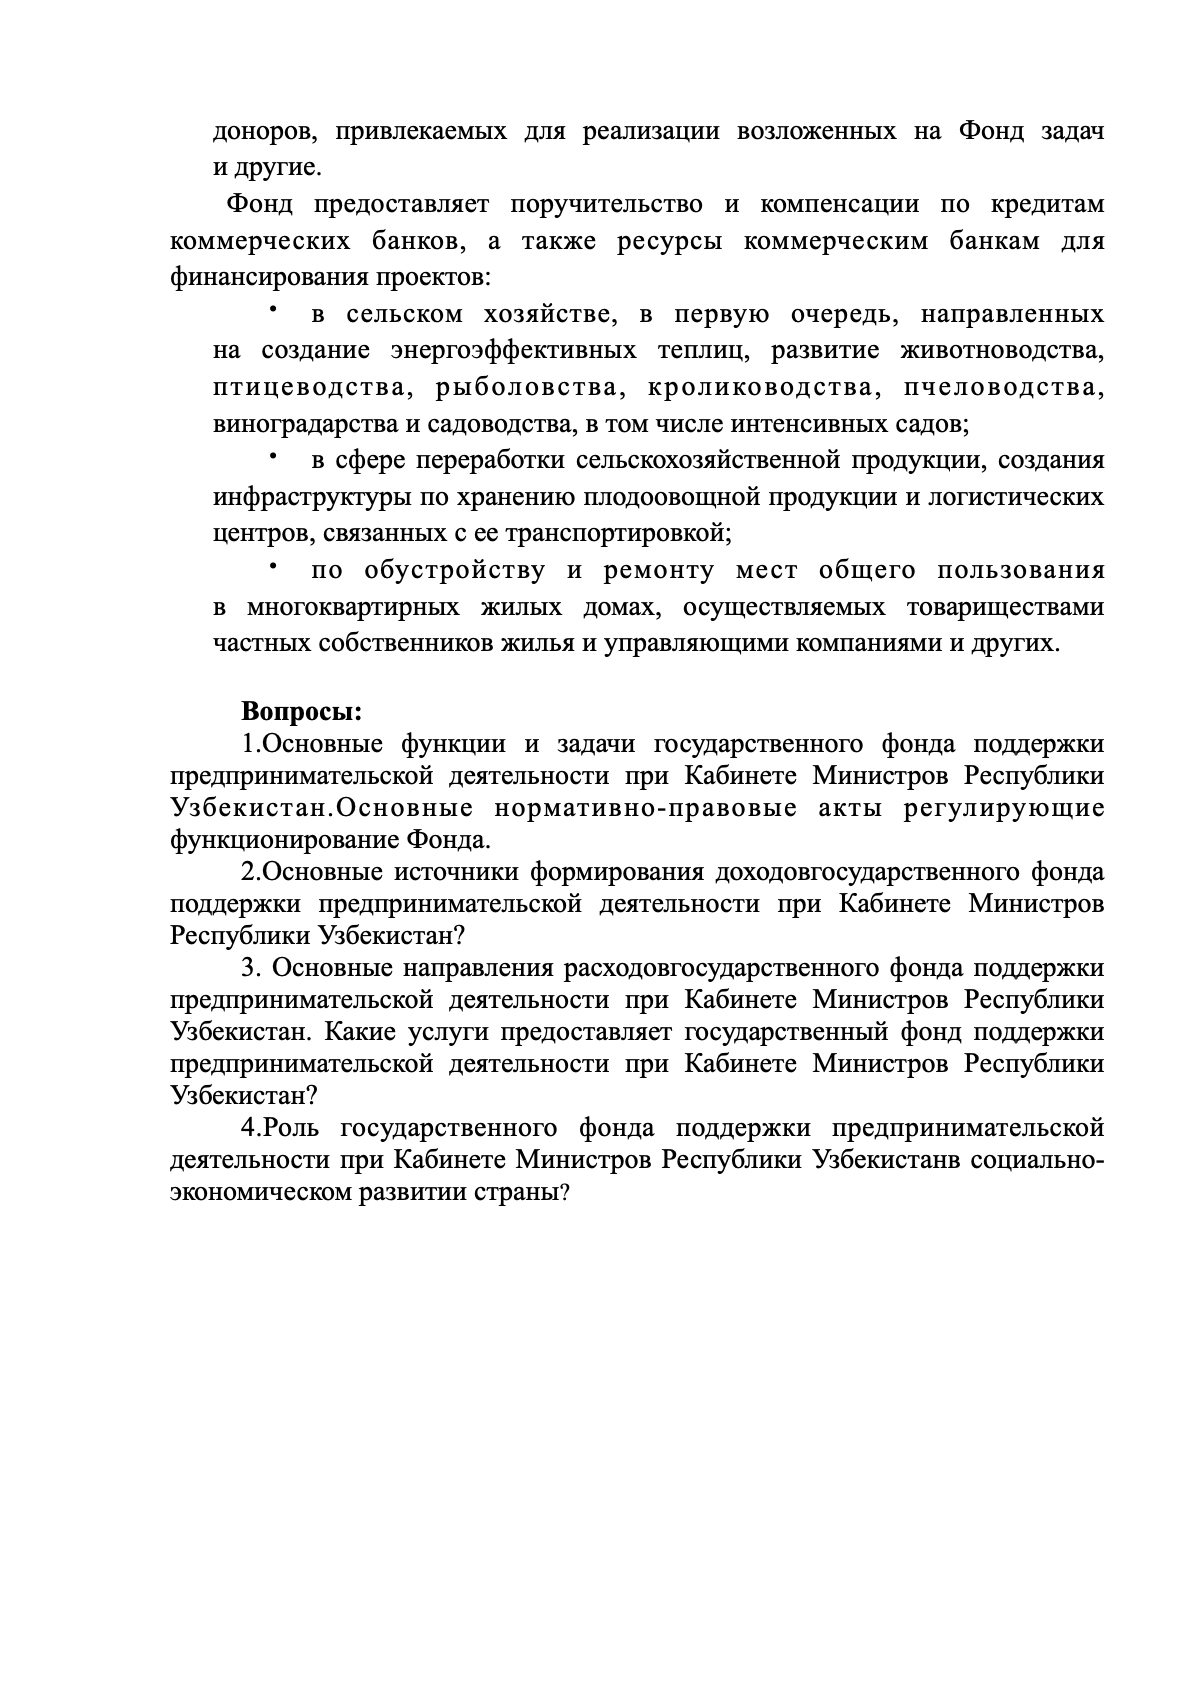 доноров, привлекаемых для реализации возложенных на Фонд задач
и другие.
Фонд предоставляет поручительство и компенсации по кредитам
коммерческих банков, а также ресурсы коммерческим банкам для
финансирования проектов:
• в сельском хозяйстве, в первую очередь, направленных
на создание энергоэффективных теплиц, развитие животноводства,
птицеводства, рыболовства, кролиководства, пчеловодства,
виноградарства и садоводства, в том числе интенсивных садов;
• в сфере переработки сельскохозяйственной продукции, создания
инфраструктуры по хранению плодоовощной продукции и логистических
центров, связанных с ее транспортировкой;
• по обустройству и ремонту мест общего пользования
в многоквартирных жилых домах, осуществляемых товариществами
частных собственников жилья и управляющими компаниями и других.
Вопросы:
1.Основные функции и задачи государственного фонда поддержки
предпринимательской деятельности при Кабинете Министров Республики
Узбекистан.Основные нормативно-правовые акты регулирующие
функционирование Фонда.
2.Основные источники формирования доходовгосударственного фонда
поддержки предпринимательской деятельности при Кабинете Министров
Республики Узбекистан?
3. Основные направления расходовгосударственного фонда поддержки
предпринимательской деятельности при Кабинете Министров Республики
Узбекистан. Какие услуги предоставляет государственный фонд поддержки
предпринимательской деятельности при Кабинете Министров Республики
Узбекистан?
4.Роль государственного фонда поддержки предпринимательской
деятельности при Кабинете Министров Республики Узбекистанв социально-
экономическом развитии страны?